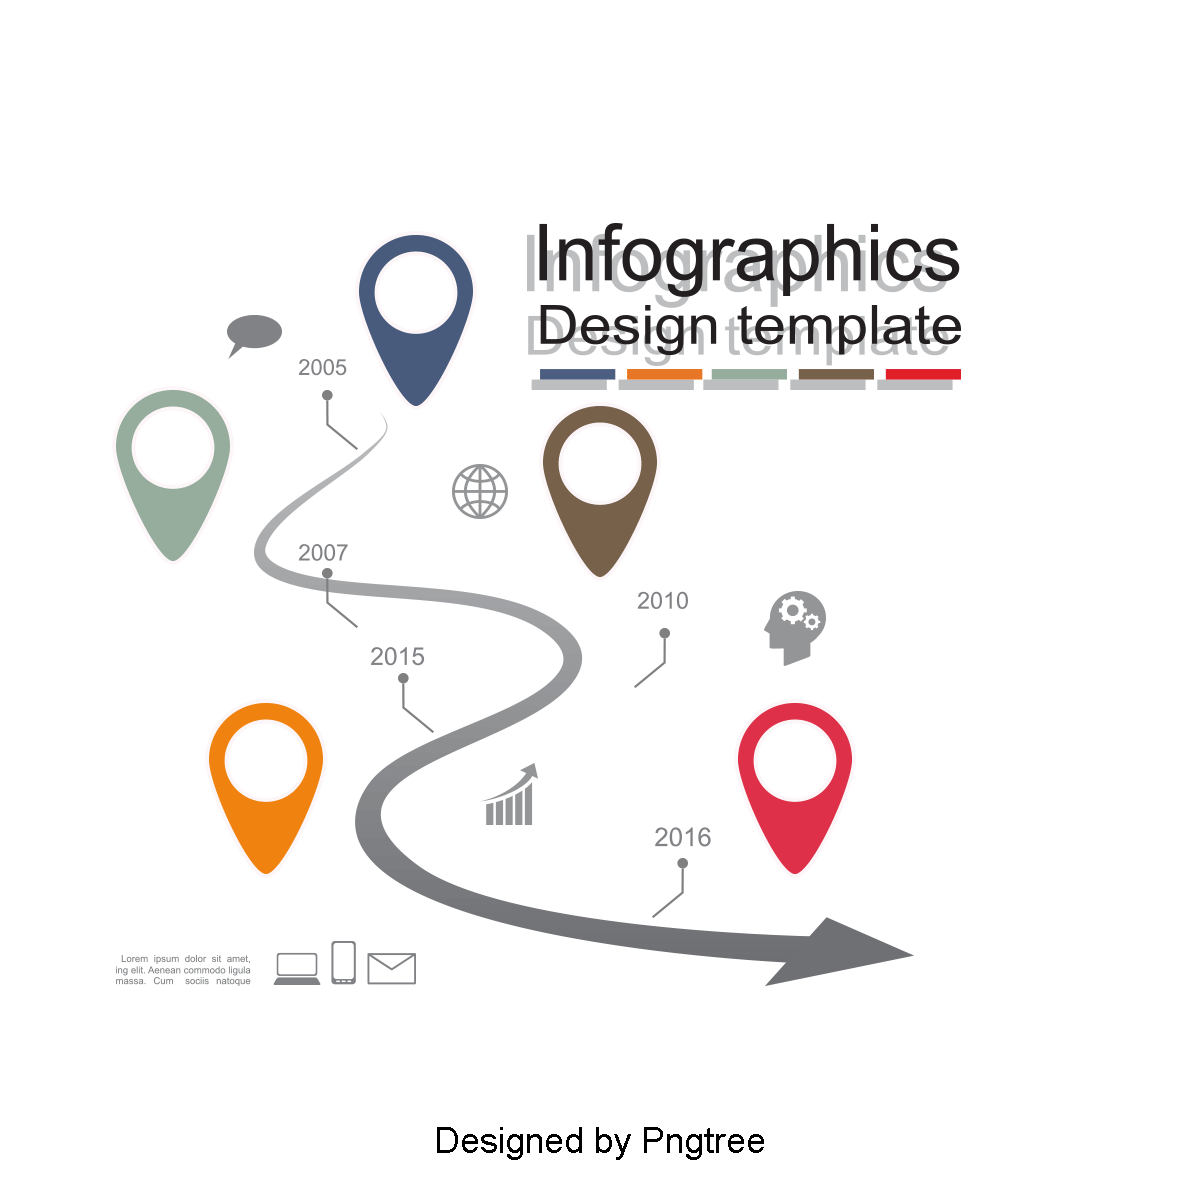 Infographics
Design template
2005
2007
2010
2015
2016
Lorem ipsum dolor sit amet,
ing elit. Aenean commodo ligula
massa. Cum sociis natoque
Designed by Pngtree